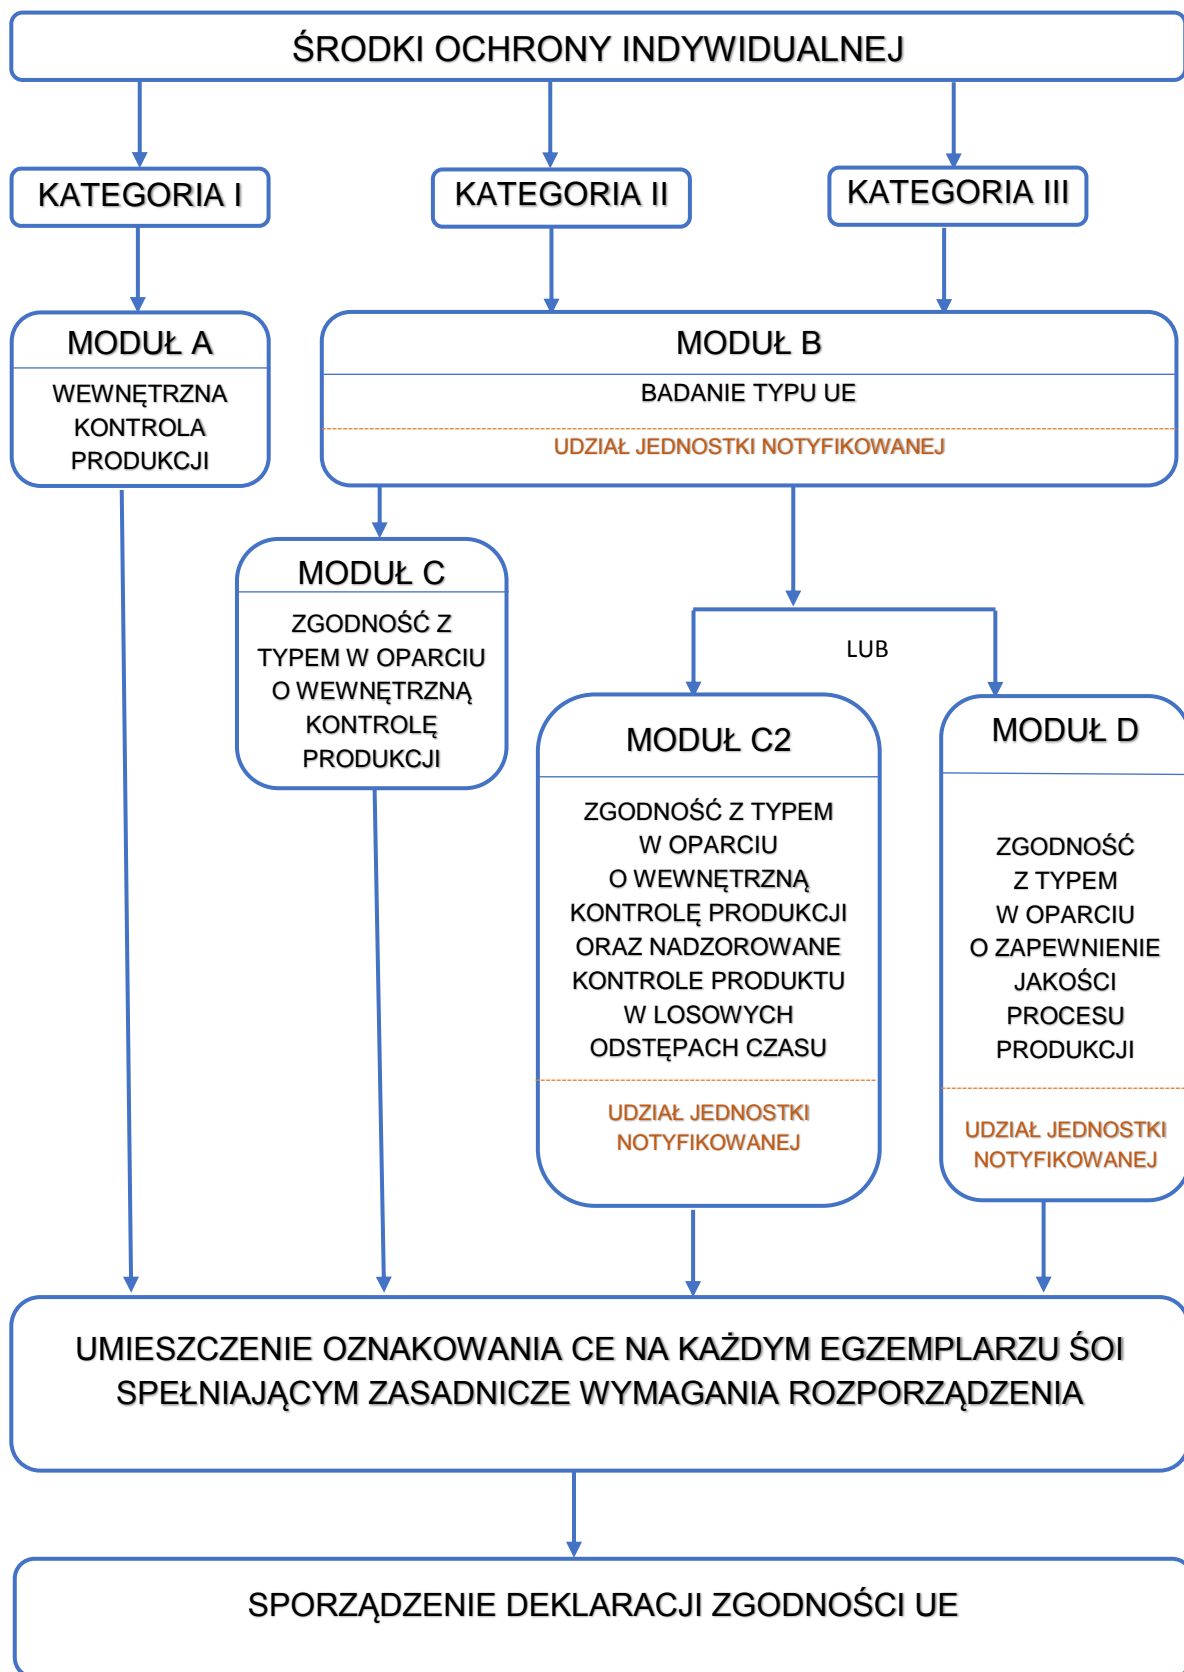 ŚRODKI OCHRONY INDYWIDUALNEJ
KATEGORIA I
KATEGORIA II
KATEGORIA III
MODUŁ A
WEWNĘTRZNA
KONTROLA
PRODUKCJI
MODUŁ B
BADANIE TYPU UE
UDZIAŁ JEDNOSTKI NOTYFIKOWANEJ
MODUŁ C
ZGODNOŚĆ Z
TYPEM W OPARCIU
O WEWNĘTRZNĄ
KONTROLĘ
PRODUKCJI
LUB
MODUŁ C2
ZGODNOŚĆ Z TYPEM
W OPARCIU
O WEWNĘTRZNĄ
KONTROLĘ PRODUKCJI
ORAZ NADZOROWANE
KONTROLE PRODUKTU
W LOSOWYCH
ODSTĘPACH CZASU
UDZIAŁ JEDNOSTKI
NOTYFIKOWANEJ
MODUŁ D
ZGODNOŚĆ
Z TYPEM
W OPARCIU
O ZAPEWNIENIE
JAKOŚCI
PROCESU
PRODUKCJI
UDZIAŁ JEDNOSTKI
NOTYFIKOWANEJ
UMIESZCZENIE OZNAKOWANIA CE NA KAŻDYM EGZEMPLARZU ŚOI
SPEŁNIAJĄCYM ZASADNICZE WYMAGANIA ROZPORZĄDZENIA
SPORZĄDZENIE DEKLARACJI ZGODNOŚCI UE